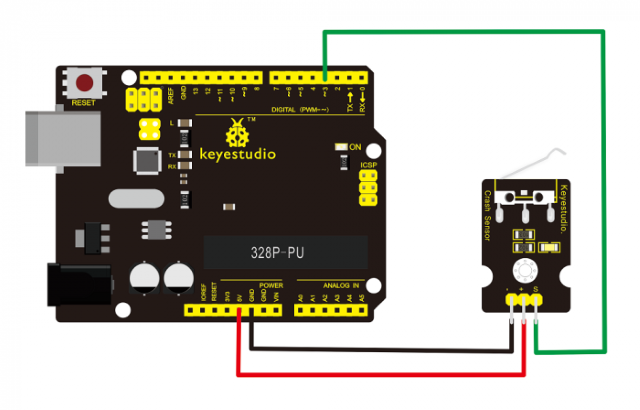 RESET
AREF
GND
13
12
~11
~10
~9
8
7
~6
~5
4
~3
2
TX→1
RX←0
DIGITAL (PWM=~)
L
TX
RX
™
keyestudio
ON
ICSP
328P-PU
POWER
ANALOG IN
IOREF
RESET
3V3
5V
GND
GND
VIN
A0
A1
A2
A3
A4
A5
Keyestudio.
Crash Sensor
-
+
S